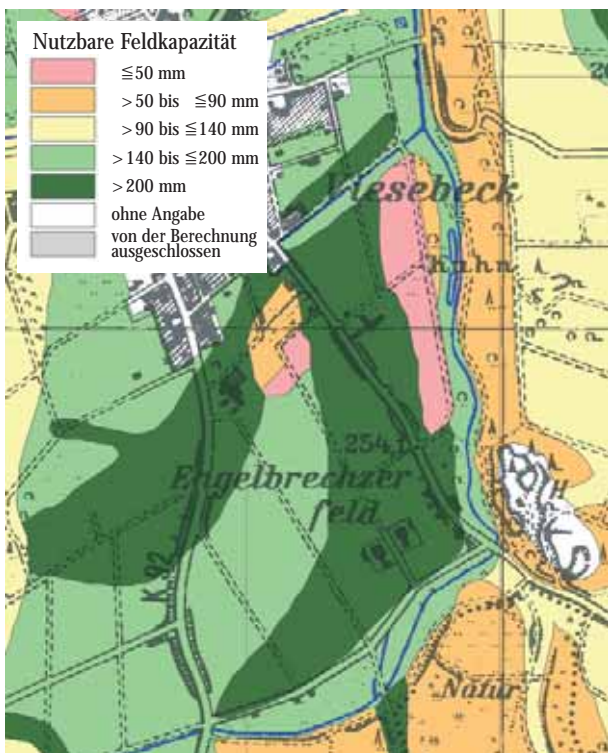 Nutzbare Feldkapazität
≦50 mm
>50 bis ≦90 mm
>90 bis ≦140 mm
>140 bis ≦200 mm
>200 mm
ohne Angabe
von der Berechnung
ausgeschlossen
Viesebeck
Kuhn
254,1
Engelbrechzer
feld
K 92
Natur